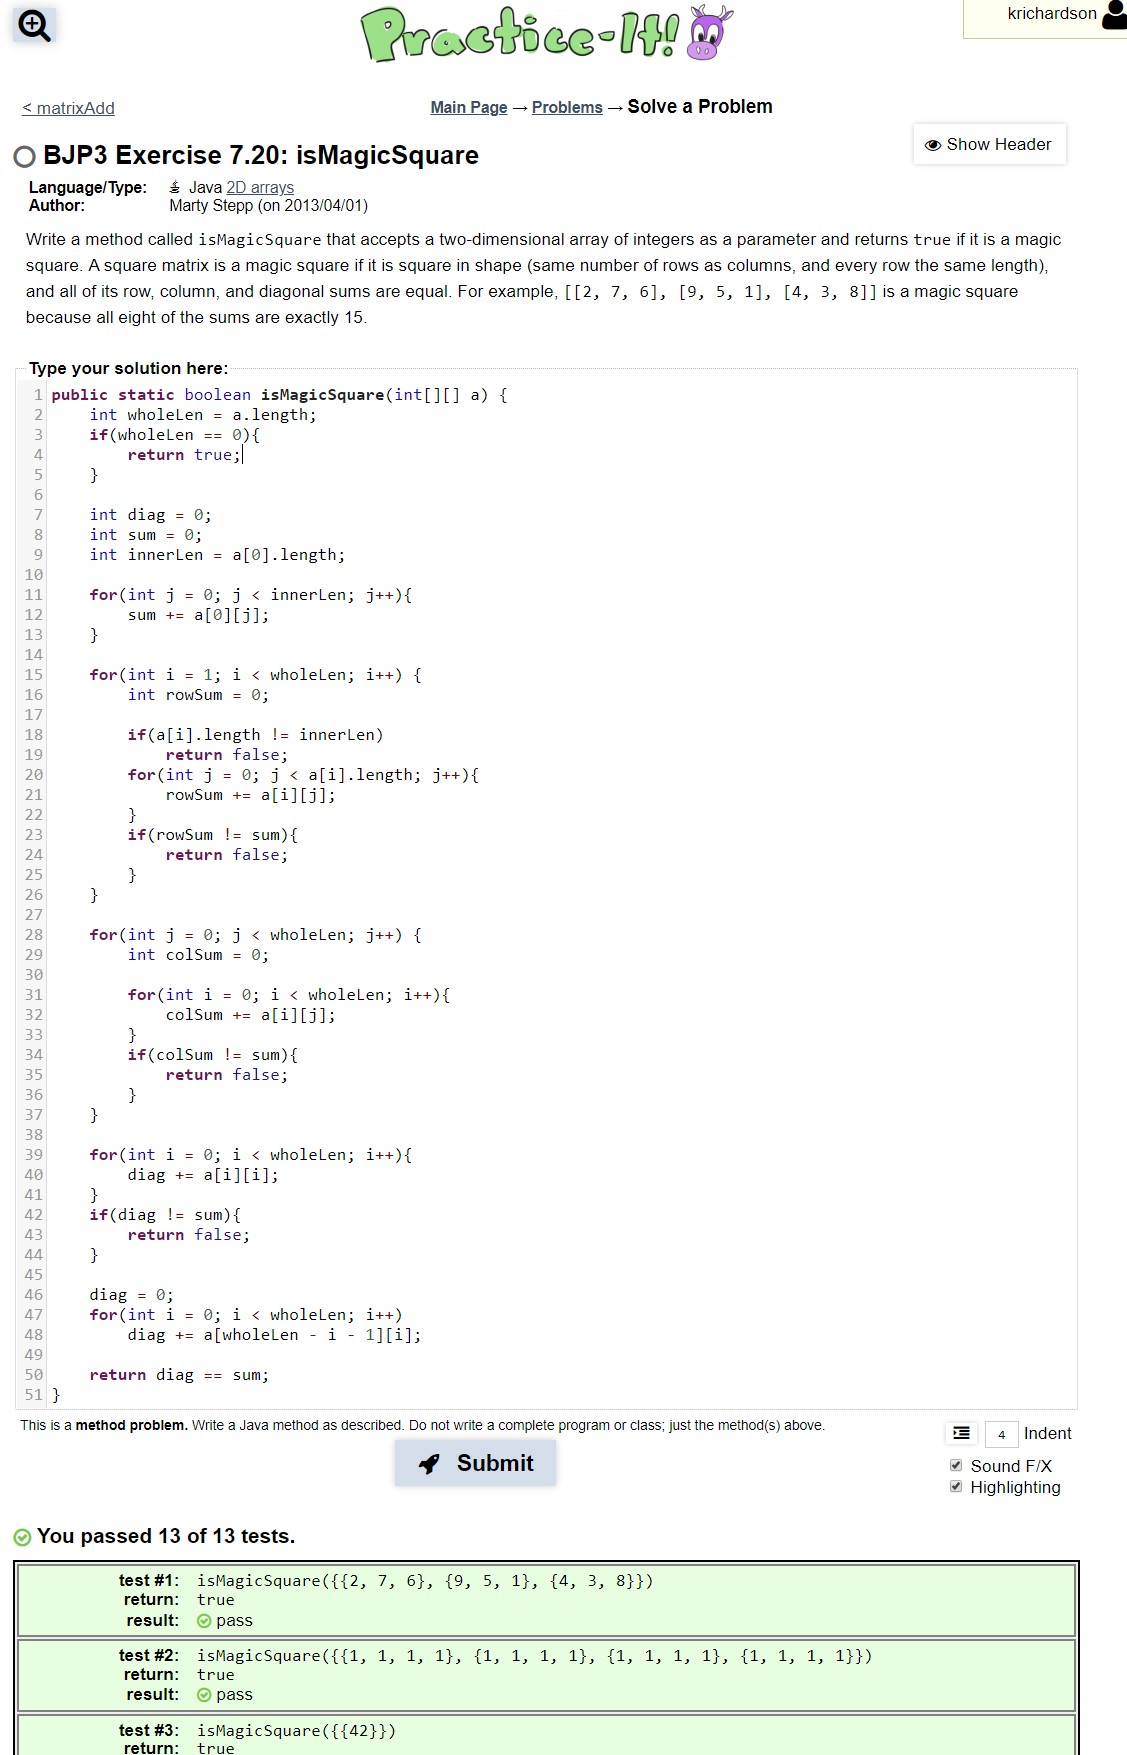 Practice-It!
krichardson
< matrixAdd
Main Page → Problems → Solve a Problem
Show Header
BJP3 Exercise 7.20: isMagicSquare
Language/Type: Java 2D arrays
Author: Marty Stepp (on 2013/04/01)
Write a method called isMagicSquare that accepts a two-dimensional array of integers as a parameter and returns true if it is a magic
square. A square matrix is a magic square if it is square in shape (same number of rows as columns, and every row the same length),
and all of its row, column, and diagonal sums are equal. For example, [[2, 7, 6], [9, 5, 1], [4, 3, 8]] is a magic square
because all eight of the sums are exactly 15.
Type your solution here:
1 public static boolean isMagicSquare(int[][] a) {
2     int wholeLen = a.length;
3     if(wholeLen == 0){
4         return true;
5     }
6
7     int diag = 0;
8     int sum = 0;
9     int innerLen = a[0].length;
10
11     for(int j = 0; j < innerLen; j++){
12         sum += a[0][j];
13     }
14
15     for(int i = 1; i < wholeLen; i++) {
16         int rowSum = 0;
17
18         if(a[i].length != innerLen)
19             return false;
20         for(int j = 0; j < a[i].length; j++){
21             rowSum += a[i][j];
22         }
23         if(rowSum != sum){
24             return false;
25         }
26     }
27
28     for(int j = 0; j < wholeLen; j++) {
29         int colSum = 0;
30
31         for(int i = 0; i < wholeLen; i++){
32             colSum += a[i][j];
33         }
34         if(colSum != sum){
35             return false;
36         }
37     }
38
39     for(int i = 0; i < wholeLen; i++){
40         diag += a[i][i];
41     }
42     if(diag != sum){
43         return false;
44     }
45
46     diag = 0;
47     for(int i = 0; i < wholeLen; i++)
48         diag += a[wholeLen - i - 1][i];
49
50     return diag == sum;
51 }
This is a method problem. Write a Java method as described. Do not write a complete program or class; just the method(s) above.
4 Indent
Submit
Sound F/X
Highlighting
You passed 13 of 13 tests.
test #1: isMagicSquare({{2, 7, 6}, {9, 5, 1}, {4, 3, 8}})
return: true
result: pass
test #2: isMagicSquare({{1, 1, 1, 1}, {1, 1, 1, 1}, {1, 1, 1, 1}, {1, 1, 1, 1}})
return: true
result: pass
test #3: isMagicSquare({{42}})
return: true